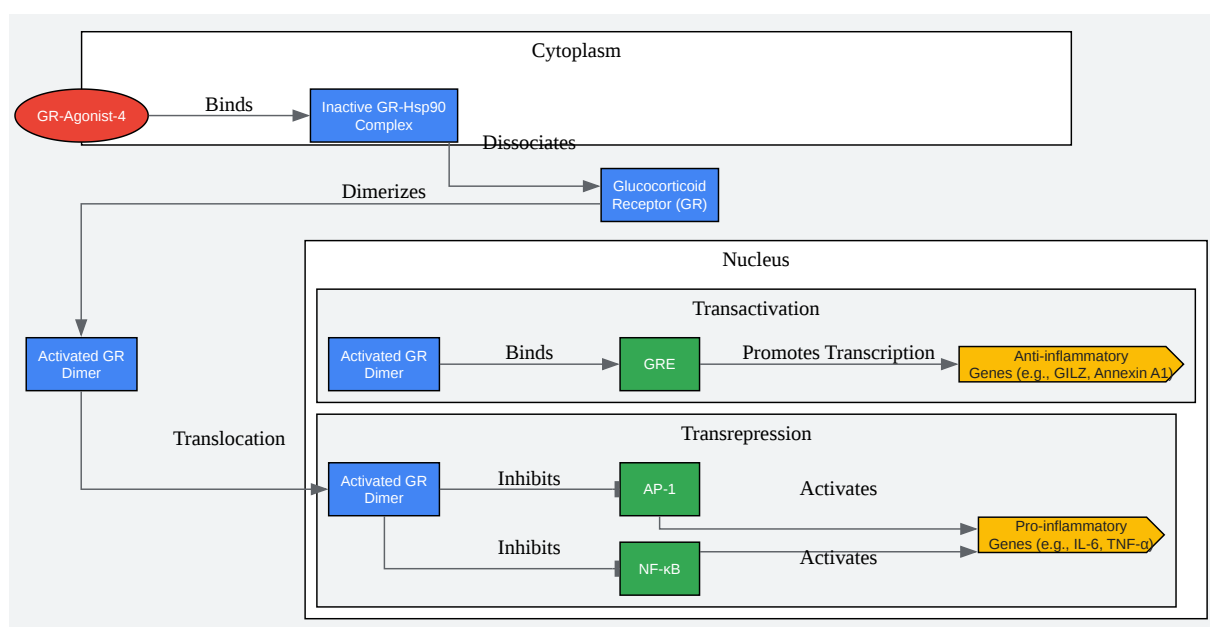 Cytoplasm
GR-Agonist-4
Binds
Inactive GR-Hsp90
Complex
Dissociates
Glucocorticoid
Receptor (GR)
Dimerizes
Activated GR
Dimer
Translocation
Nucleus
Transactivation
Activated GR
Dimer
Binds
GRE
Promotes Transcription
Anti-inflammatory
Genes (e.g., GILZ, Annexin A1)
Transrepression
Activated GR
Dimer
Inhibits
AP-1
Activates
Inhibits
NF-κB
Activates
Pro-inflammatory
Genes (e.g., IL-6, TNF-α)